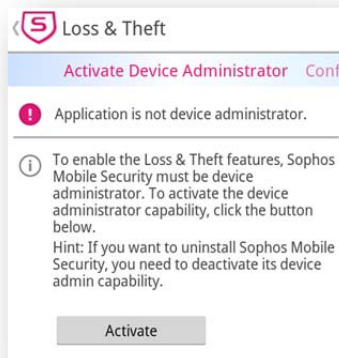 S Loss & Theft
Activate Device Administrator Conf
! Application is not device administrator.
i To enable the Loss & Theft features, Sophos
Mobile Security must be device
administrator. To activate the device
administrator capability, click the button
below.
Hint: If you want to uninstall Sophos Mobile
Security, you need to deactivate its device
admin capability.
Activate